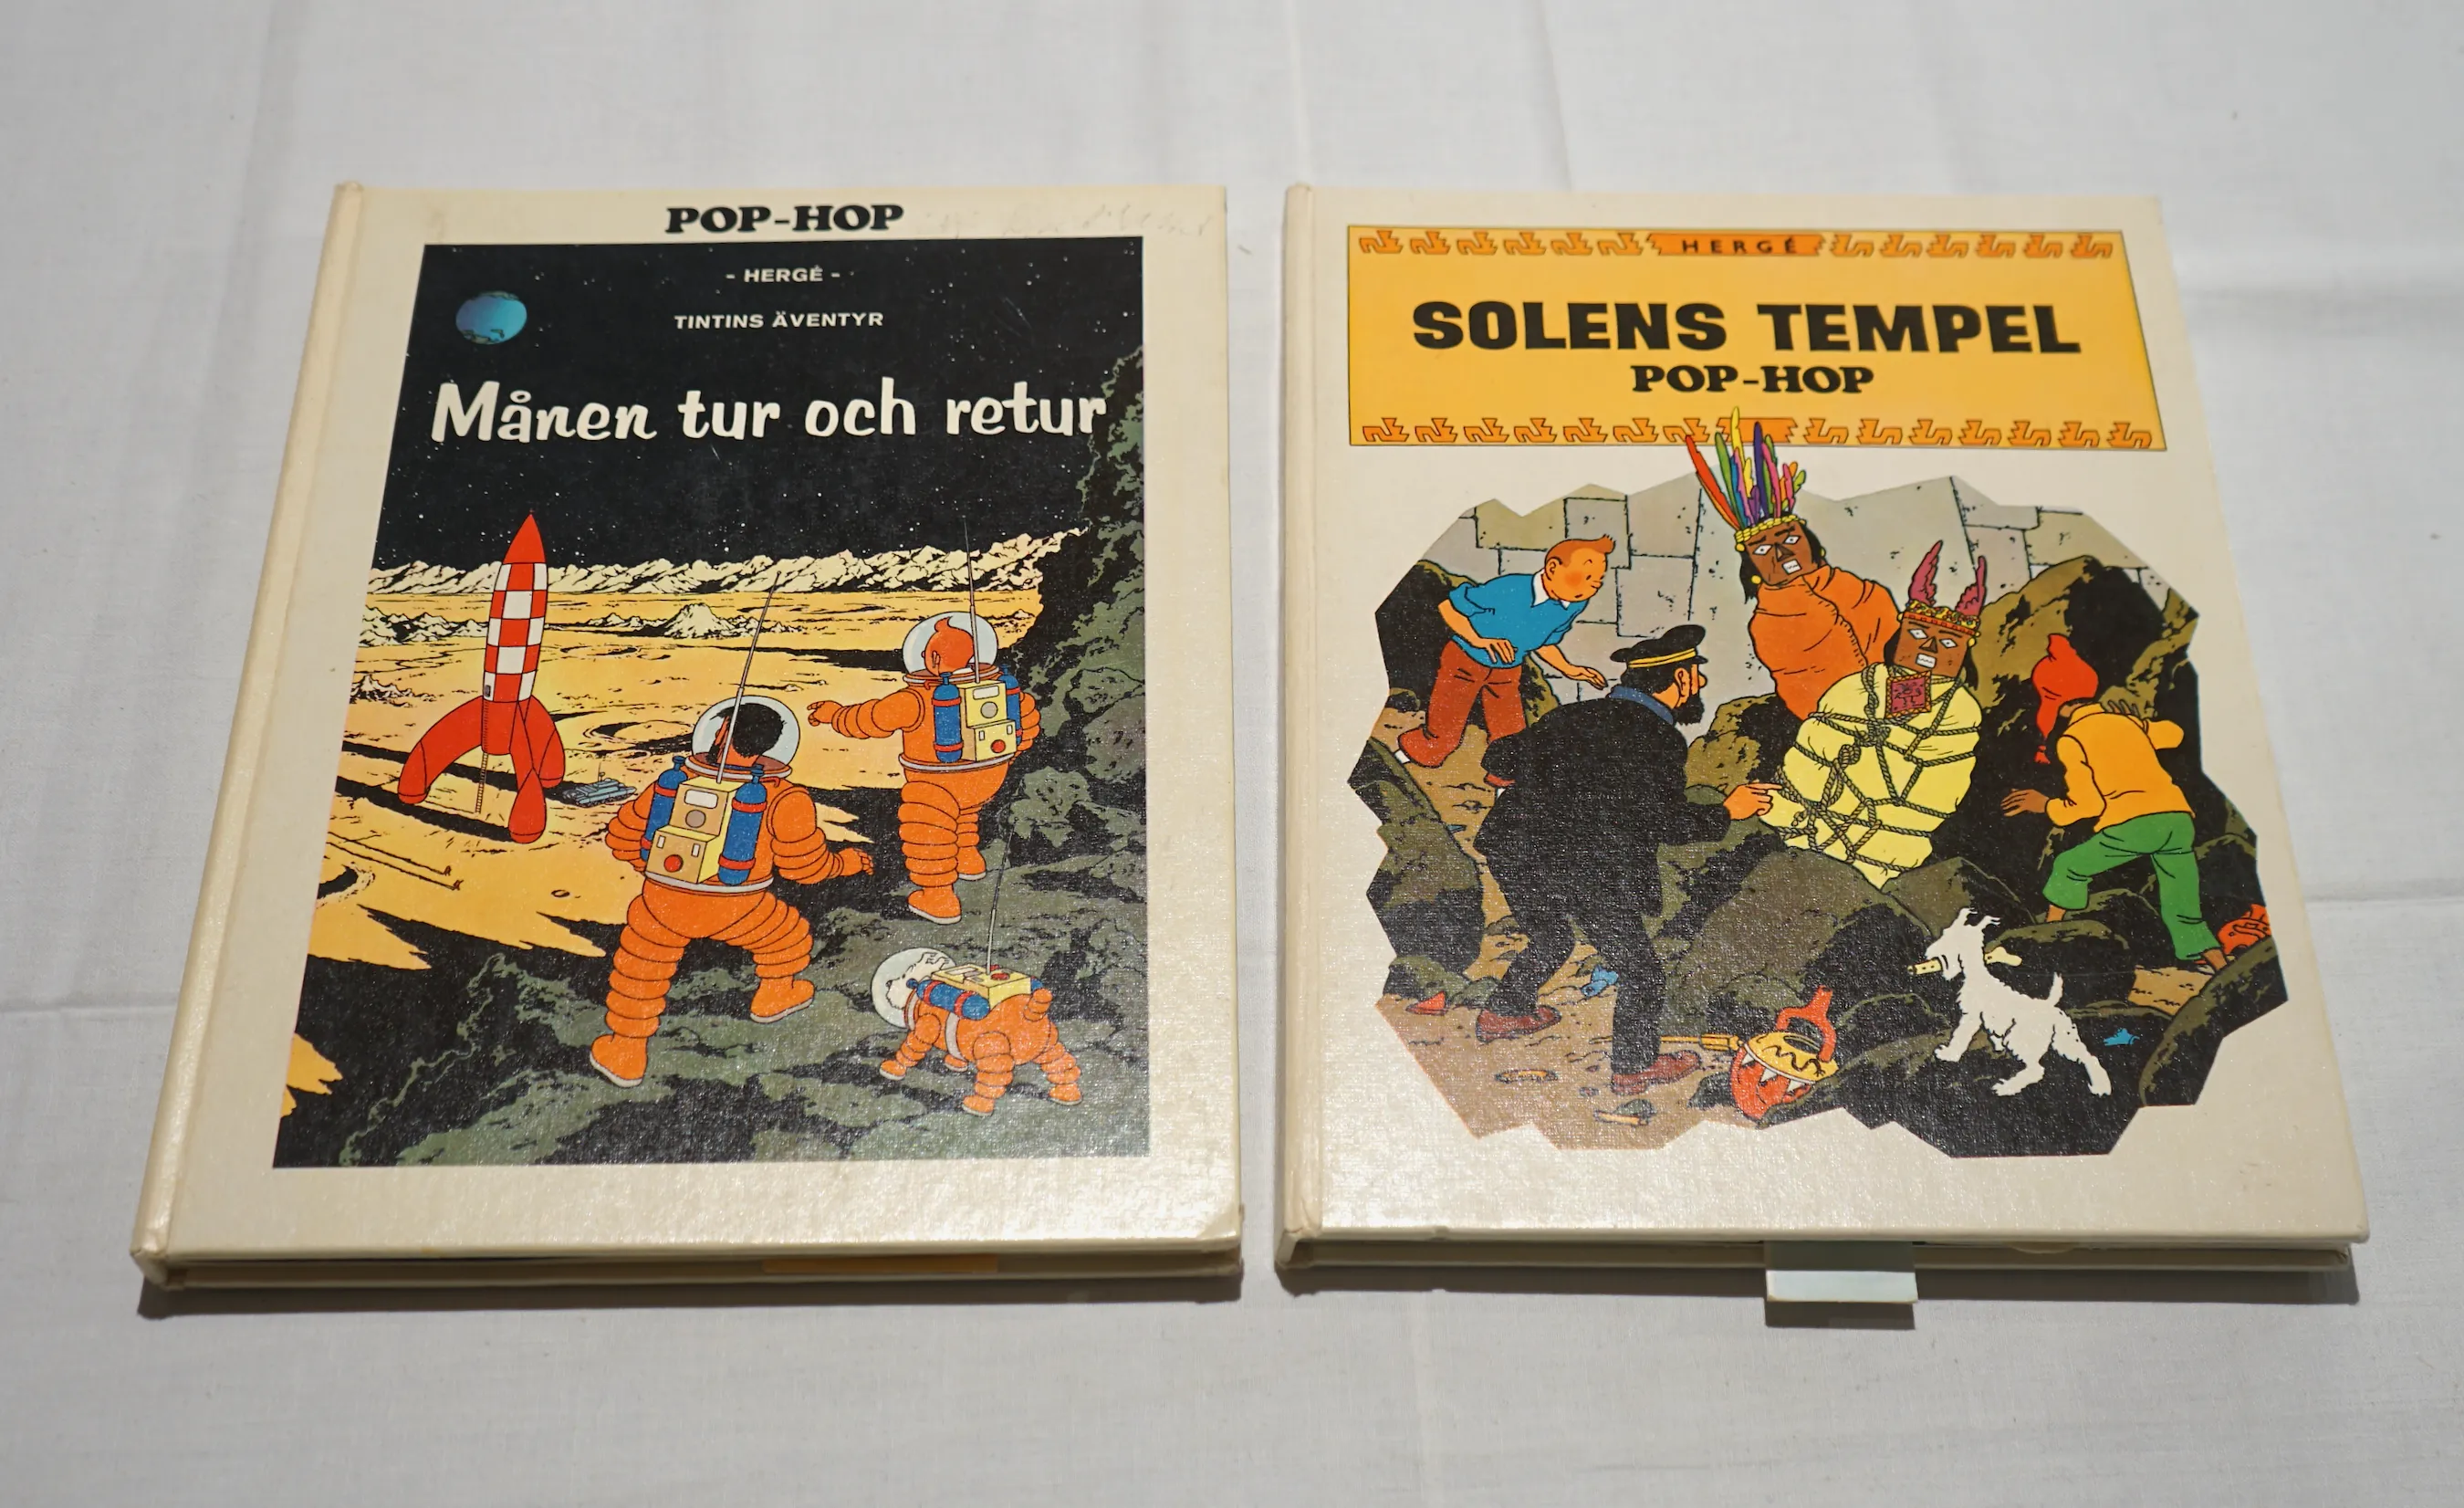 POP-HOP
- HERGÉ -
TINTINS ÄVENTYR
Månen tur och retur
HERGÉ
SOLENS TEMPEL
POP-HOP